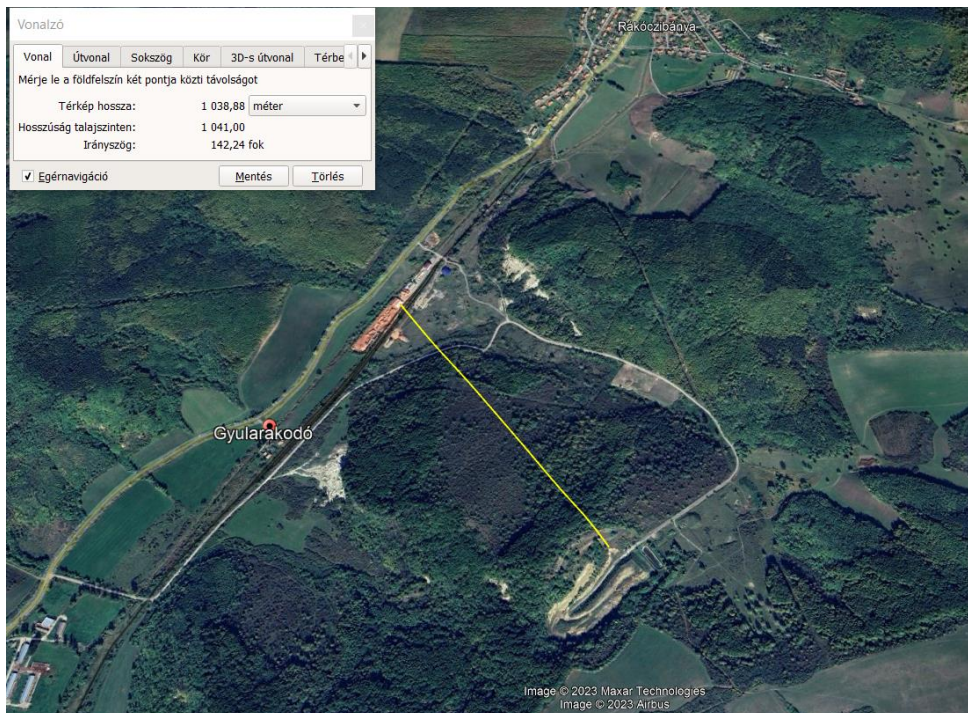 Vonalzó
Vonal Útvonal Sokszög Kör 3D-s útvonal Térbe
Mérje le a földfelszín két pontja közti távolságot
Térkép hossza: 1 038,88 méter
Hosszúság talajszinten: 1 041,00
Irányszög: 142,24 fok
Egérnavigáció Mentés Törlés
Rákóczibánya
Gyularakodó
Image © 2023 Maxar Technologies
Image © 2023 Airbus